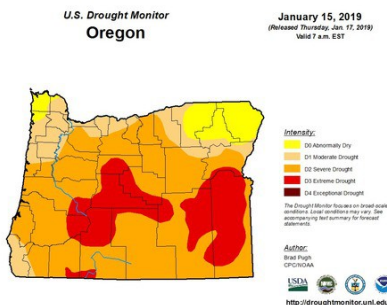 U.S. Drought Monitor
Oregon
January 15, 2019
(Released Thursday, Jan. 17, 2019)
Valid 7 a.m. EST
Intensity:
D0 Abnormally Dry
D1 Moderate Drought
D2 Severe Drought
D3 Extreme Drought
D4 Exceptional Drought
The Drought Monitor focuses on broad-scale
conditions. Local conditions may vary. See
accompanying text summary for forecast
statements.
Author:
Brad Pugh
CPC/NOAA
USDA
http://droughtmonitor.unl.edu